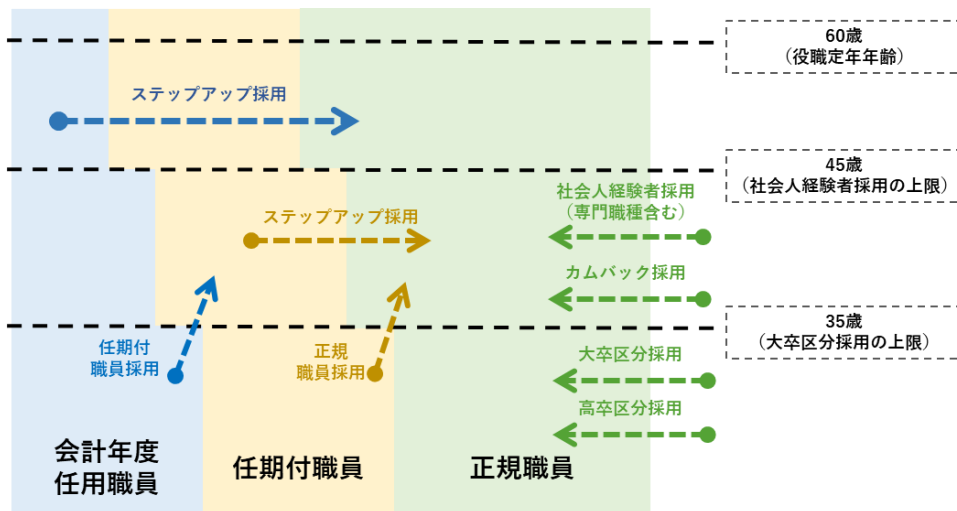 60歳
（役職定年年齢）
ステップアップ採用
45歳
（社会人経験者採用の上限）
社会人経験者採用
（専門職種含む）
ステップアップ採用
カムバック採用
35歳
（大卒区分採用の上限）
任期付
職員採用
正規
職員採用
大卒区分採用
高卒区分採用
会計年度
任用職員
任期付職員
正規職員